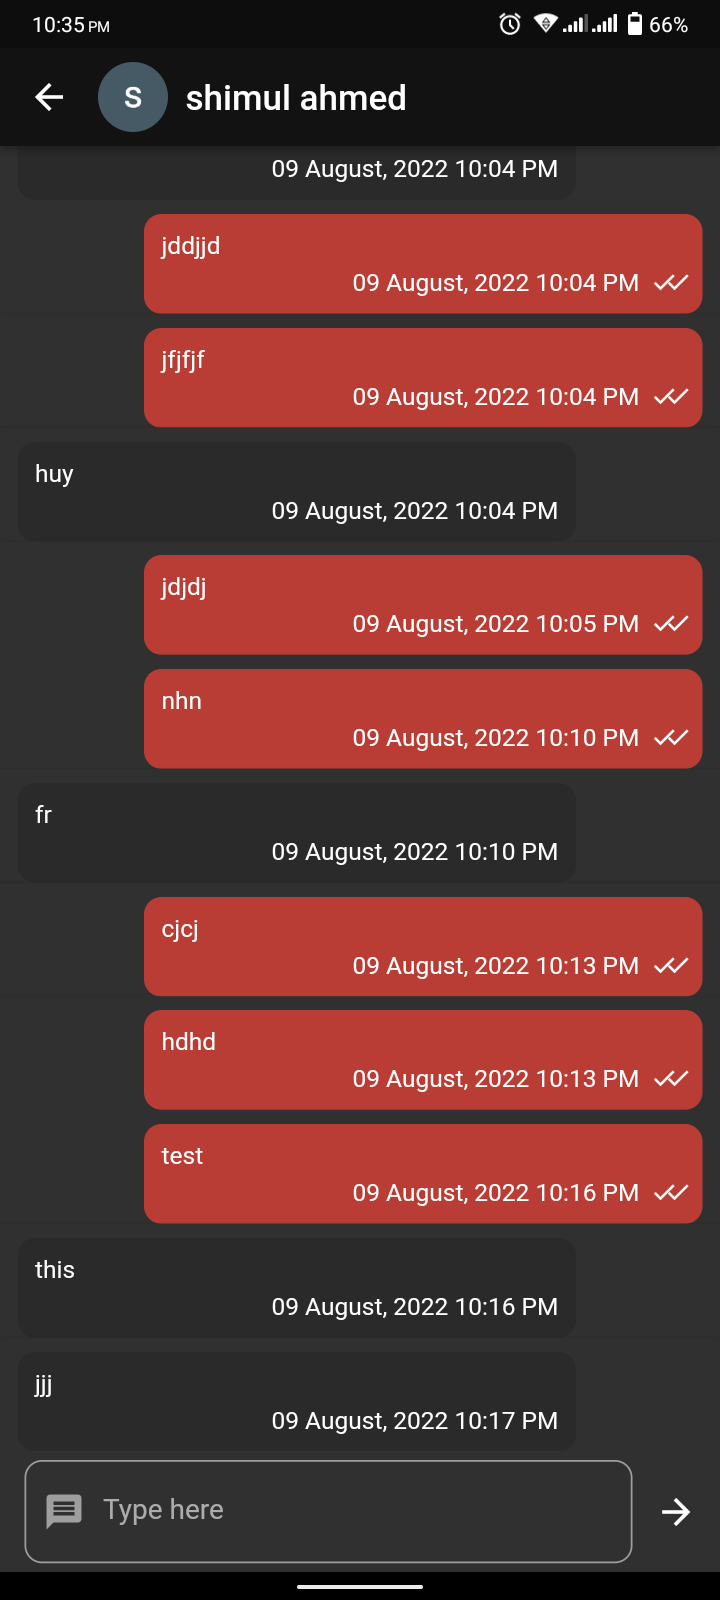 10:35 PM
66%
S
shimul ahmed
09 August, 2022 10:04 PM
jddjjd
09 August, 2022 10:04 PM
jfjfjf
09 August, 2022 10:04 PM
huy
09 August, 2022 10:04 PM
jdjdj
09 August, 2022 10:05 PM
nhn
09 August, 2022 10:10 PM
fr
09 August, 2022 10:10 PM
cjcj
09 August, 2022 10:13 PM
hdhd
09 August, 2022 10:13 PM
test
09 August, 2022 10:16 PM
this
09 August, 2022 10:16 PM
jjj
09 August, 2022 10:17 PM
Type here